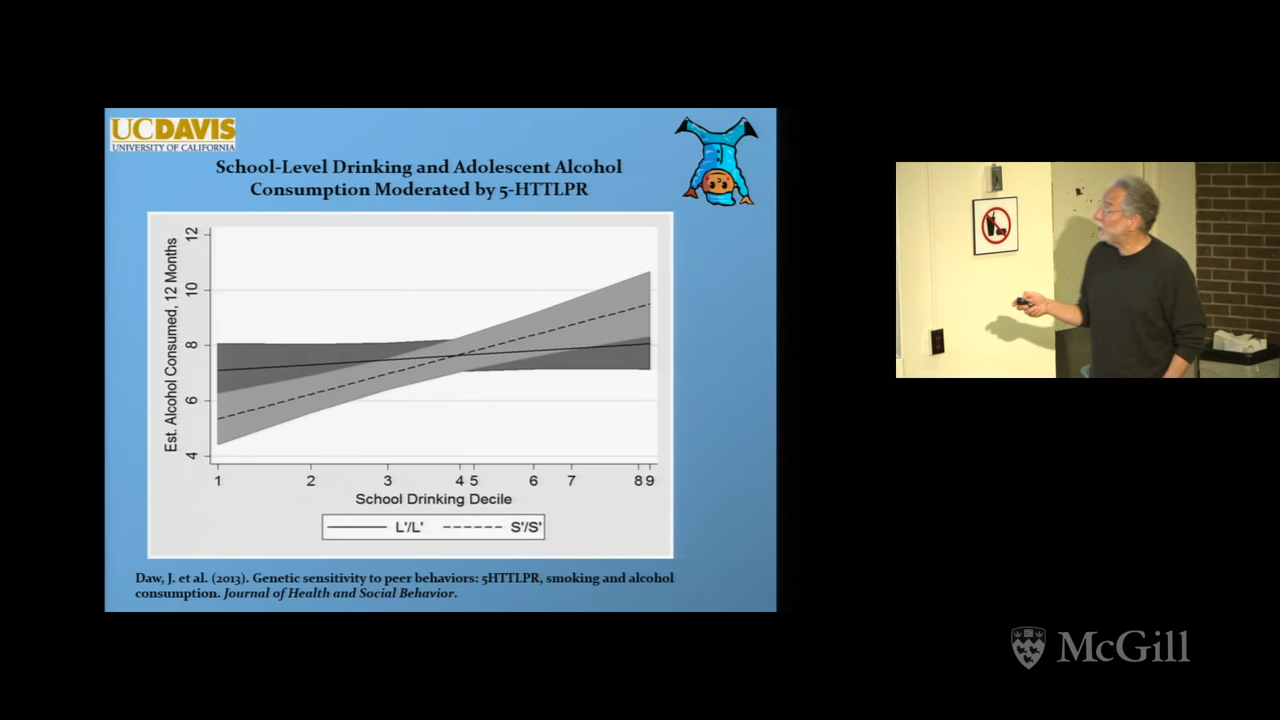 UCDAVIS
UNIVERSITY OF CALIFORNIA
School-Level Drinking and Adolescent Alcohol
Consumption Moderated by 5-HTTLPR
Est. Alcohol Consumed, 12 Months
12
10
8
6
4
1 2 3 4 5 6 7 8 9
School Drinking Decile
L'/L' S'/S'
Daw, J. et al. (2013). Genetic sensitivity to peer behaviors: 5HTTLPR, smoking and alcohol
consumption. Journal of Health and Social Behavior.
McGill